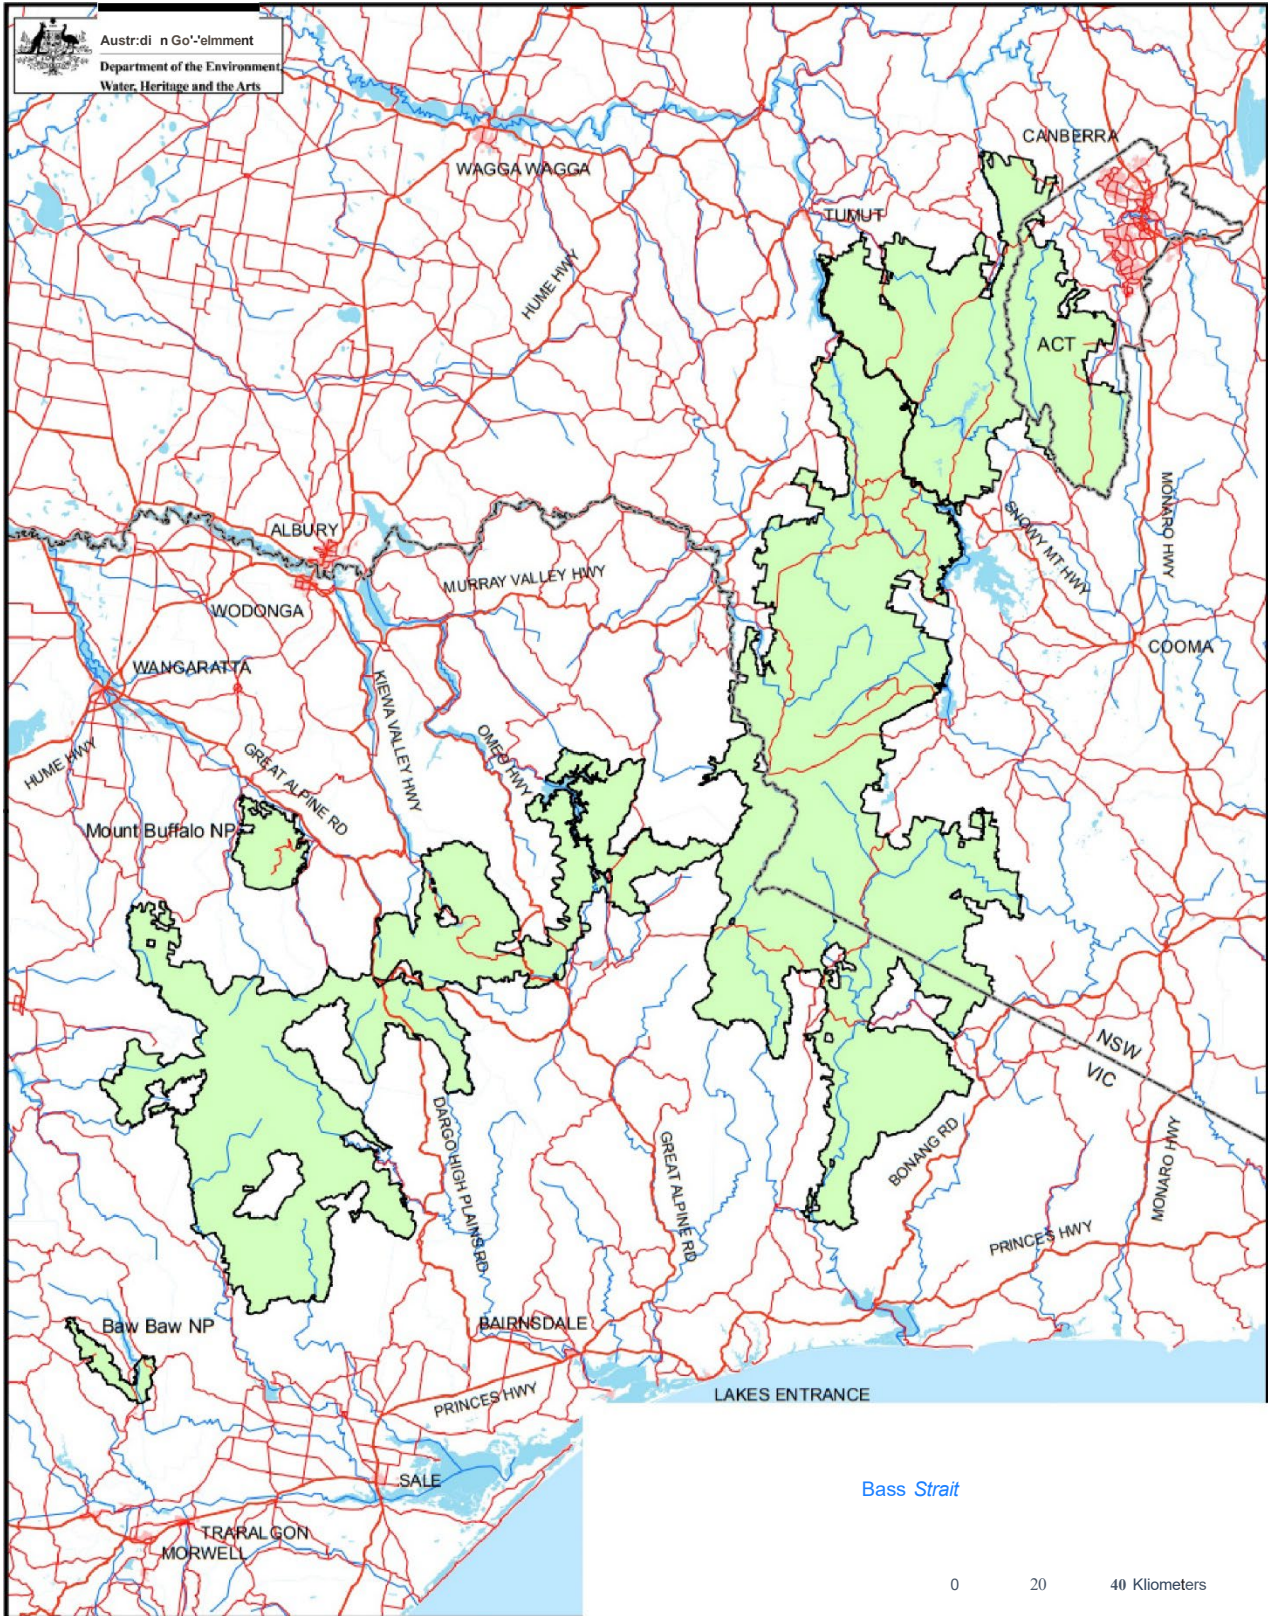 Austr:di n Go'-'elmment
Department of the Environment,
Water, Heritage and the Arts
CANBERRA
WAGGA WAGGA
TUMUT
HUME HWY
ACT
MONARO HWY
SNOWY MT HWY
ALBURY
MURRAY VALLEY HWY
WODONGA
COOMA
WANGARATTA
KIEWA VALLEY HWY
OMEO HWY
HUME HWY
GREAT ALPINE RD
Mount Buffalo NP
NSW
VIC
DARGO HIGH PLAINS RD
GREAT ALPINE RD
BONANG RD
MONARO HWY
PRINCES HWY
Baw Baw NP
BAIRNSDALE
LAKES ENTRANCE
PRINCES HWY
SALE
Bass Strait
TRARALGON
MORWELL
0 20 40 Kliometers